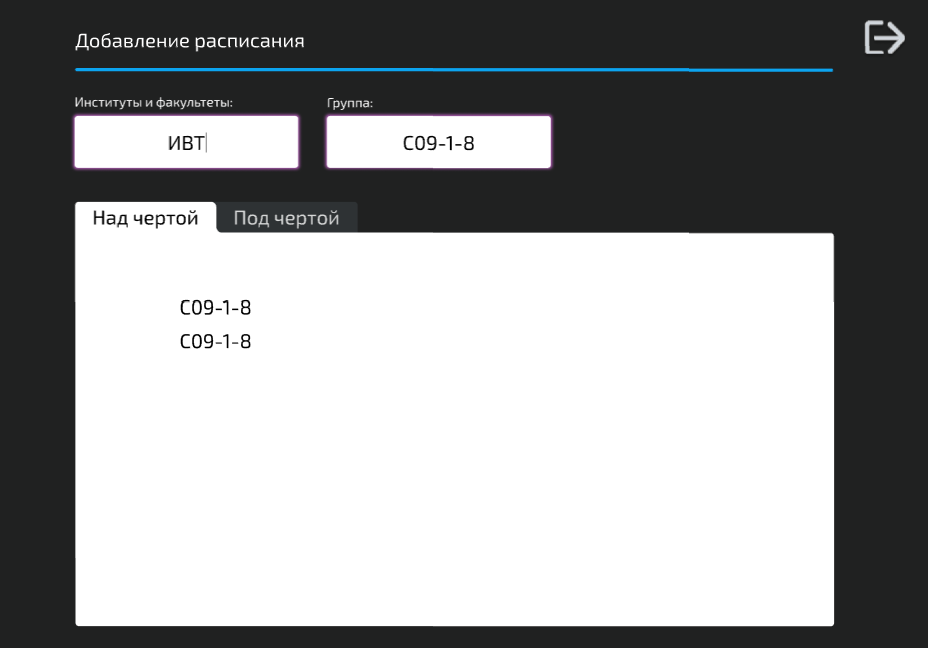 Добавление расписания
Институты и факультеты: Группа:
ИВТ С09-1-8
Над чертой Под чертой
С09-1-8
С09-1-8